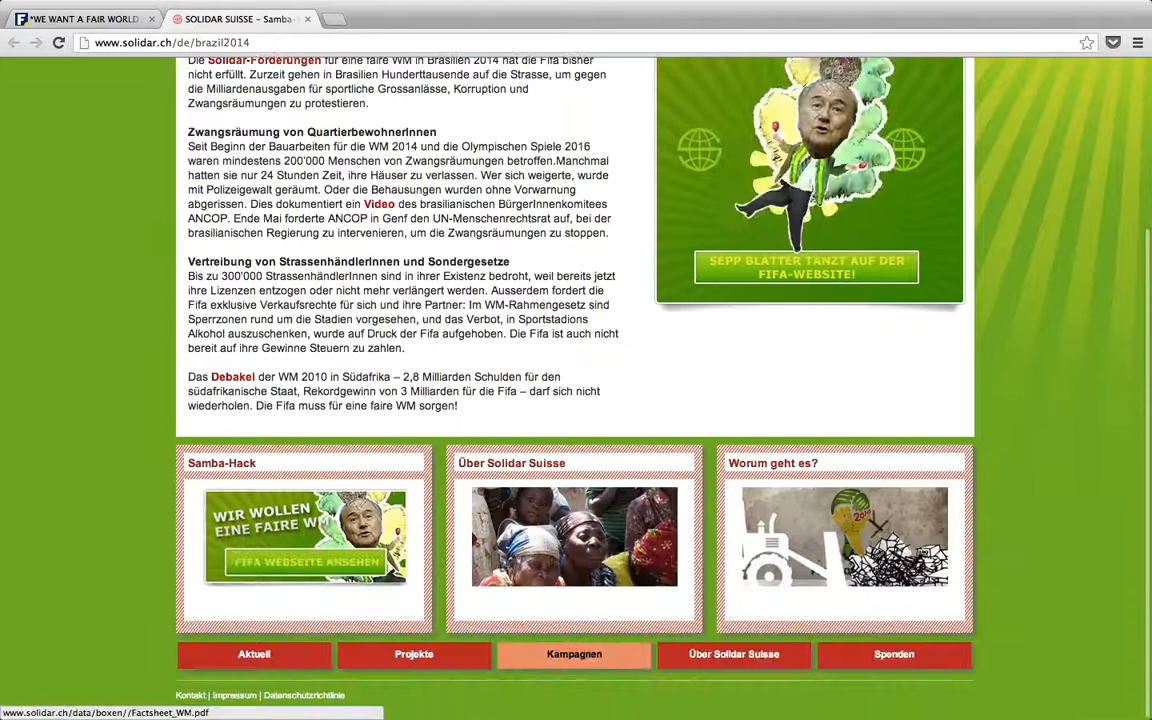 *WE WANT A FAIR WORLD
SOLIDAR SUISSE – Samba-
www.solidar.ch/de/brazil2014
Die Solidar-Forderungen für eine faire WM in Brasilien 2014 hat die Fifa bisher
nicht erfüllt. Zurzeit gehen in Brasilien Hunderttausende auf die Strasse, um gegen
die Milliardenausgaben für sportliche Grossanlässe, Korruption und
Zwangsräumungen zu protestieren.
Zwangsräumung von QuartierbewohnerInnen
Seit Beginn der Bauarbeiten für die WM 2014 und die Olympischen Spiele 2016
waren mindestens 200'000 Menschen von Zwangsräumungen betroffen.Manchmal
hatten sie nur 24 Stunden Zeit, ihre Häuser zu verlassen. Wer sich weigerte, wurde
mit Polizeigewalt geräumt. Oder die Behausungen wurden ohne Vorwarnung
abgerissen. Dies dokumentiert ein Video des brasilianischen BürgerInnenkomitees
ANCOP. Ende Mai forderte ANCOP in Genf den UN-Menschenrechtsrat auf, bei der
brasilianischen Regierung zu intervenieren, um die Zwangsräumungen zu stoppen.
Vertreibung von StrassenhändlerInnen und Sondergesetze
Bis zu 300'000 StrassenhändlerInnen sind in ihrer Existenz bedroht, weil bereits jetzt
ihre Lizenzen entzogen oder nicht mehr verlängert werden. Ausserdem fordert die
Fifa exklusive Verkaufsrechte für sich und ihre Partner: Im WM-Rahmengesetz sind
Sperrzonen rund um die Stadien vorgesehen, und das Verbot, in Sportstadions
Alkohol auszuschenken, wurde auf Druck der Fifa aufgehoben. Die Fifa ist auch nicht
bereit auf ihre Gewinne Steuern zu zahlen.
Das Debakel der WM 2010 in Südafrika – 2,8 Milliarden Schulden für den
südafrikanische Staat, Rekordgewinn von 3 Milliarden für die Fifa – darf sich nicht
wiederholen. Die Fifa muss für eine faire WM sorgen!
SEPP BLATTER TANZT AUF DER
FIFA-WEBSITE!
Samba-Hack
WIR WOLLEN
EINE FAIRE WM
FIFA WEBSEITE ANSEHEN
Über Solidar Suisse
Worum geht es?
2014
Aktuell
Projekte
Kampagnen
Über Solidar Suisse
Spenden
Kontakt | Impressum | Datenschutzrichtlinie
www.solidar.ch/data/boxen//Factsheet_WM.pdf